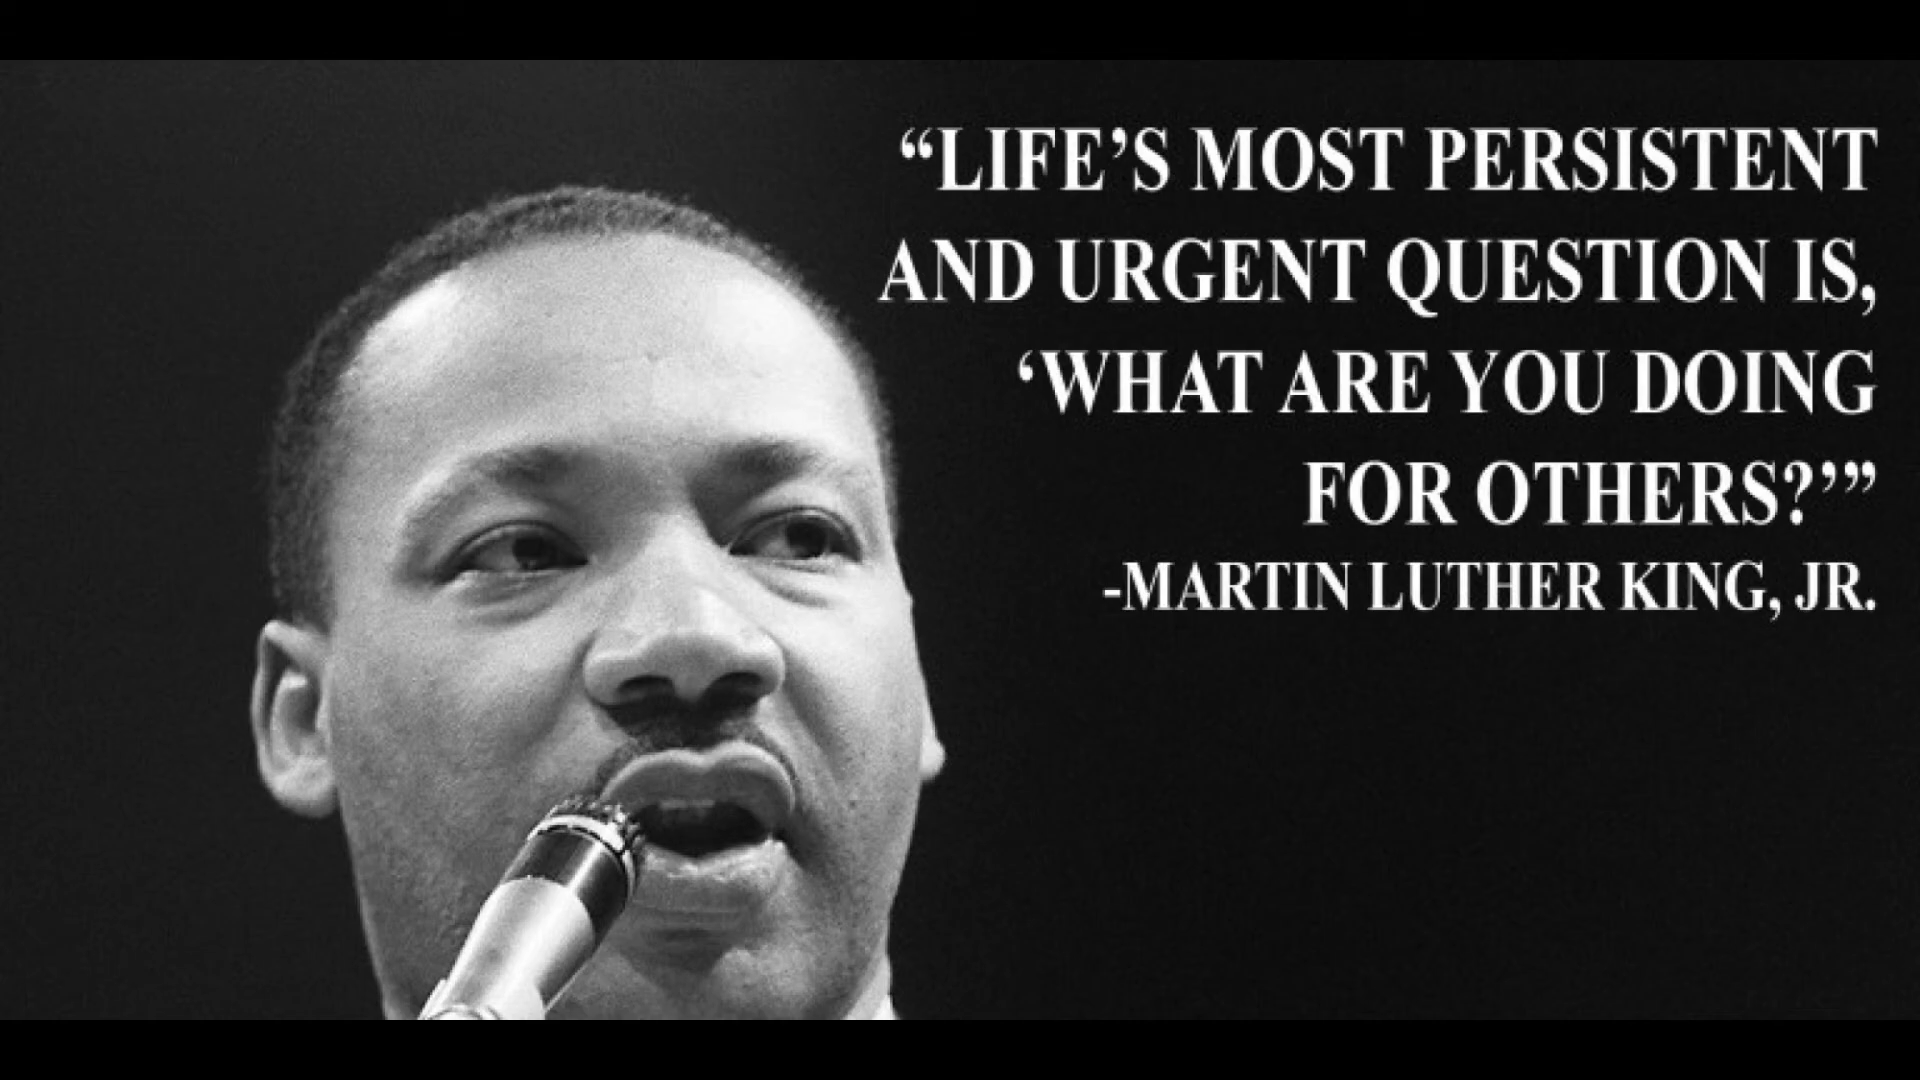 “LIFE’S MOST PERSISTENT
AND URGENT QUESTION IS,
‘WHAT ARE YOU DOING
FOR OTHERS?’”
-MARTIN LUTHER KING, JR.